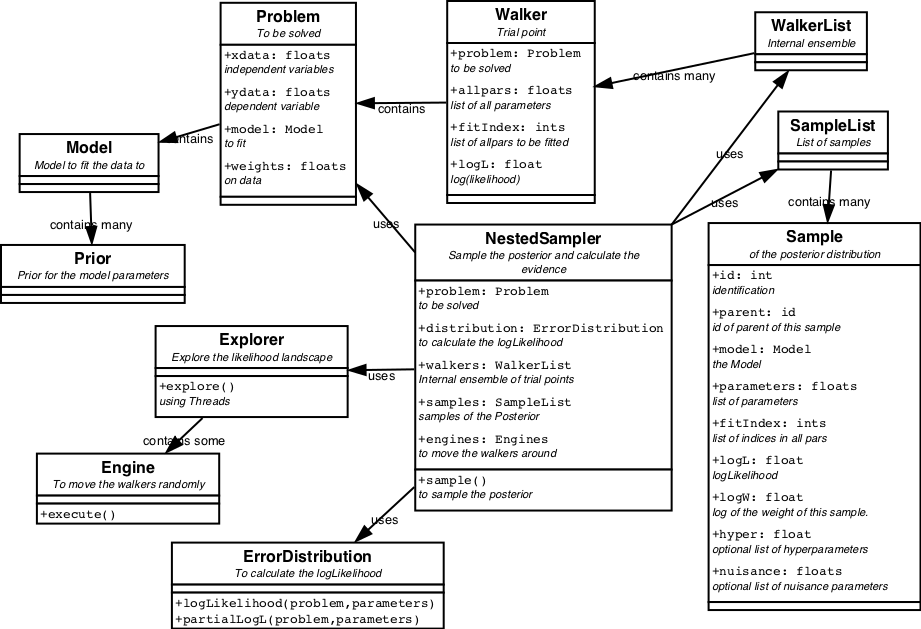 Problem
To be solved
+xdata: floats
independent variables
+ydata: floats
dependent variable
+model: Model
to fit
+weights: floats
on data
Walker
Trial point
+problem: Problem
to be solved
+allpars: floats
list of all parameters
+fitIndex: ints
list of allpars to be fitted
+logL: float
log(likelihood)
WalkerList
Internal ensemble
contains many
contains
contains
Model
Model to fit the data to
contains many
Prior
Prior for the model parameters
SampleList
List of samples
uses
uses
uses
contains many
NestedSampler
Sample the posterior and calculate the
evidence
+problem: Problem
to be solved
+distribution: ErrorDistribution
to calculate the logLikelihood
+walkers: WalkerList
Internal ensemble of trial points
+samples: SampleList
samples of the Posterior
+engines: Engines
to move the walkers around
+sample()
to sample the posterior
Sample
of the posterior distribution
+id: int
identification
+parent: id
id of parent of this sample
+model: Model
the Model
+parameters: floats
list of parameters
+fitIndex: ints
list of indices in all pars
+logL: float
logLikelihood
+logW: float
log of the weight of this sample.
+hyper: float
optional list of hyperparameters
+nuisance: floats
optional list of nuisance parameters
Explorer
Explore the likelihood landscape
+explore()
using Threads
uses
contains some
Engine
To move the walkers randomly
+execute()
uses
ErrorDistribution
To calculate the logLikelihood
+logLikelihood(problem,parameters)
+partialLogL(problem,parameters)